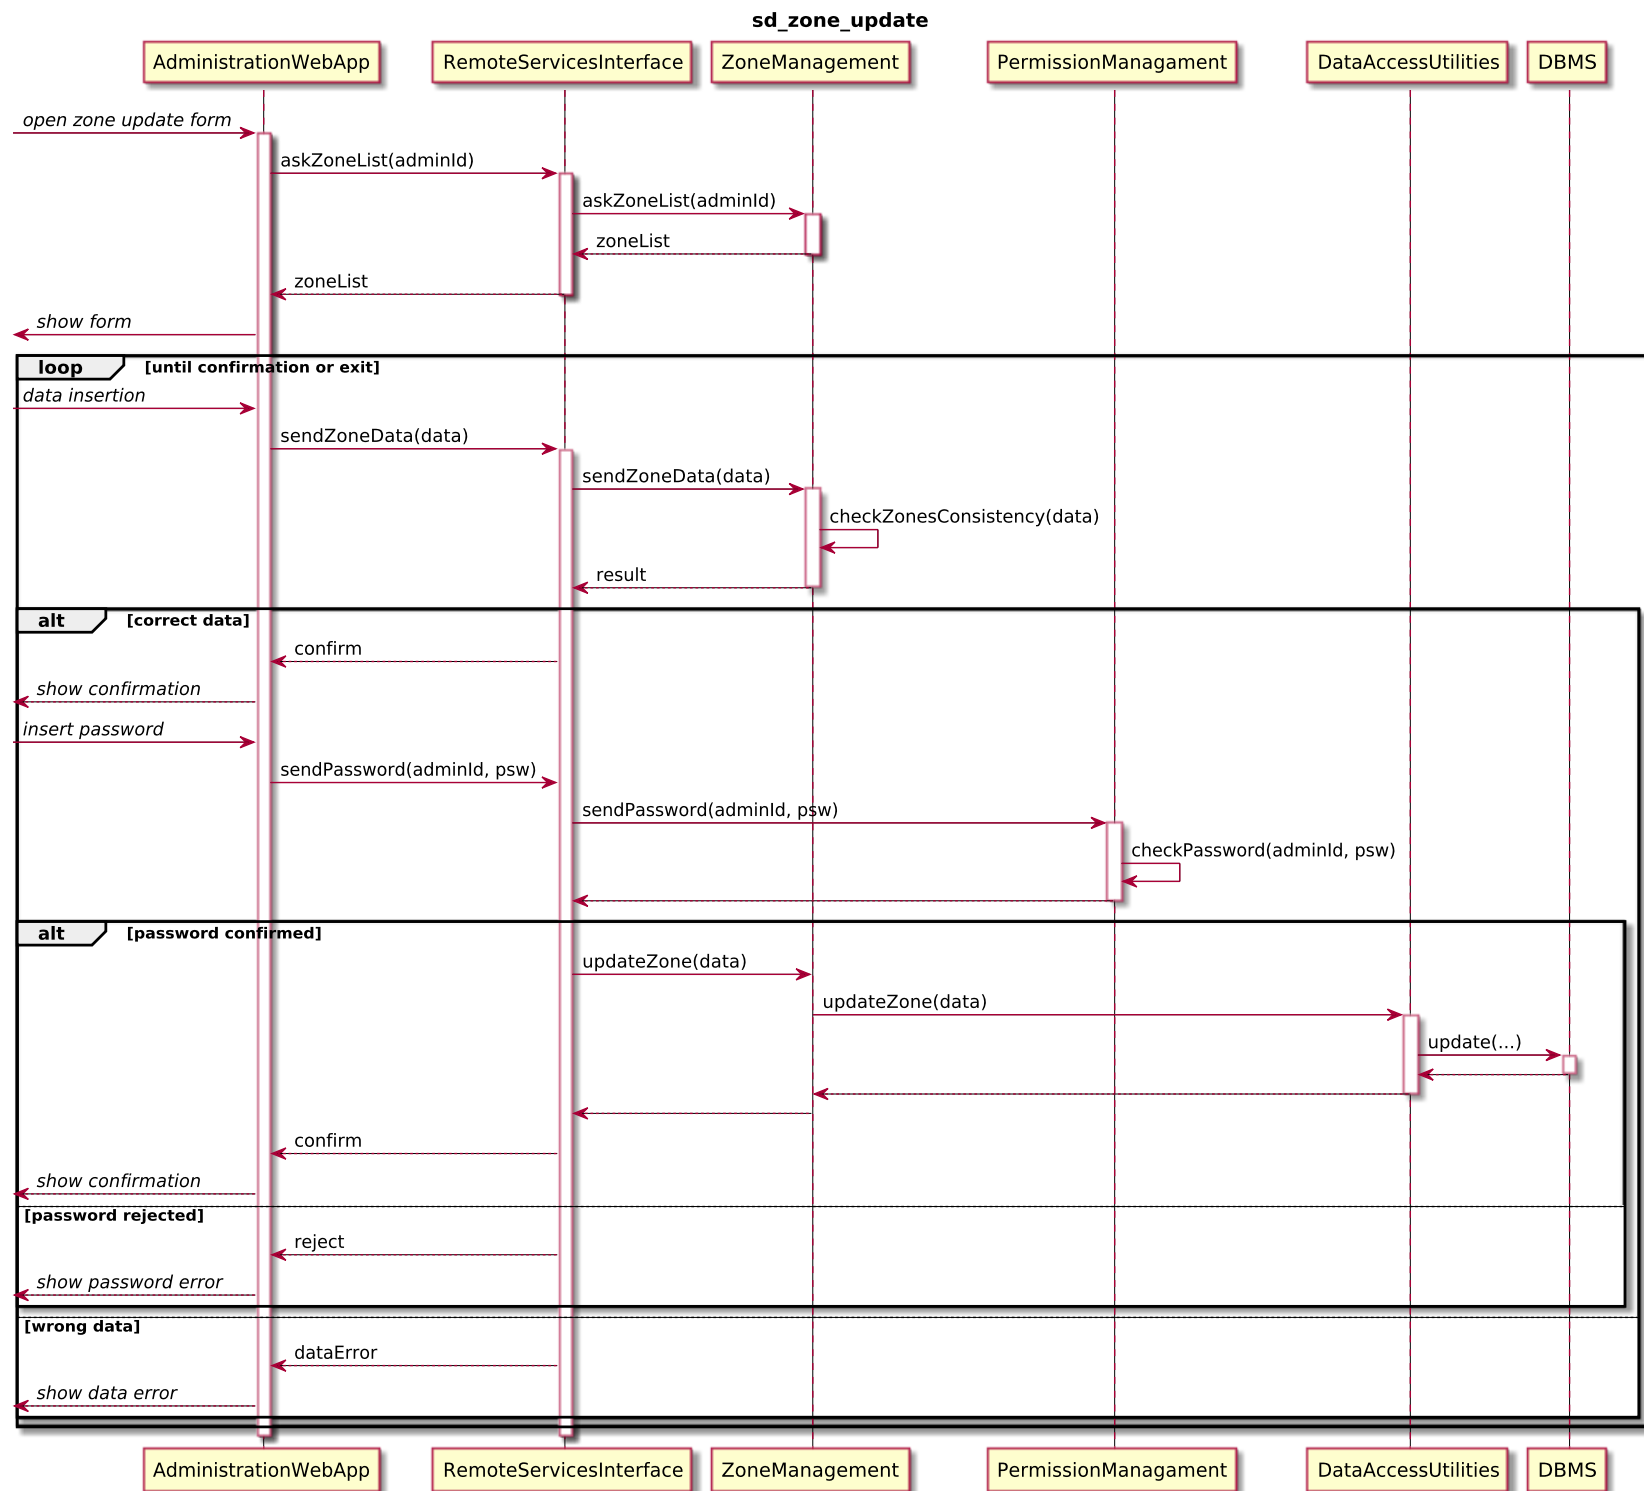 sd_zone_update
AdministrationWebApp RemoteServicesInterface ZoneManagement PermissionManagament DataAccessUtilities DBMS
open zone update form
askZoneList(adminId)
askZoneList(adminId)
zoneList
zoneList
show form
loop [until confirmation or exit]
data insertion
sendZoneData(data)
sendZoneData(data)
checkZonesConsistency(data)
result
alt [correct data]
confirm
show confirmation
insert password
sendPassword(adminId, psw)
sendPassword(adminId, psw)
checkPassword(adminId, psw)
alt [password confirmed]
updateZone(data)
updateZone(data)
update(...)
confirm
show confirmation
[password rejected]
reject
show password error
[wrong data]
dataError
show data error
AdministrationWebApp RemoteServicesInterface ZoneManagement PermissionManagament DataAccessUtilities DBMS